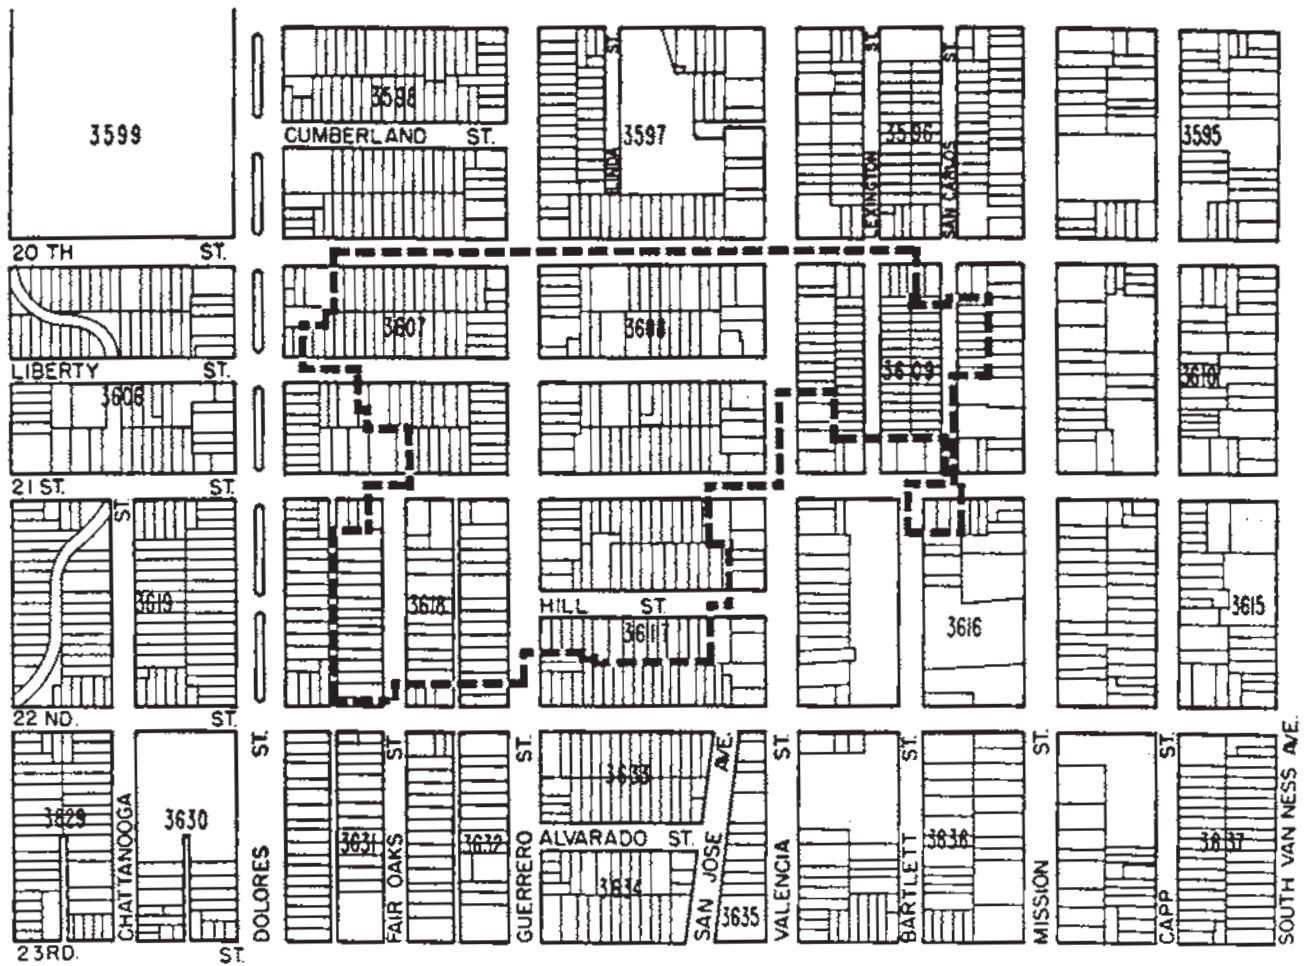 3599
3598
3597
3596
3595
CUMBERLAND ST.
LINDA ST.
LEXINGTON ST.
SAN CARLOS ST.
20 TH ST.
3607
3608
3609
3610
LIBERTY ST.
3606
21 ST. ST.
ST.
3619
3618
HILL ST.
3617
3616
3615
22 ND. ST.
3629
3630
3631
3632
3633
3634
3635
3636
3637
ALVARADO ST.
CHATTANOOGA
DOLORES ST.
FAIR OAKS ST.
GUERRERO ST.
SAN JOSE AVE.
VALENCIA ST.
BARTLETT ST.
MISSION ST.
CAPP ST.
SOUTH VAN NESS AVE.
23RD. ST.